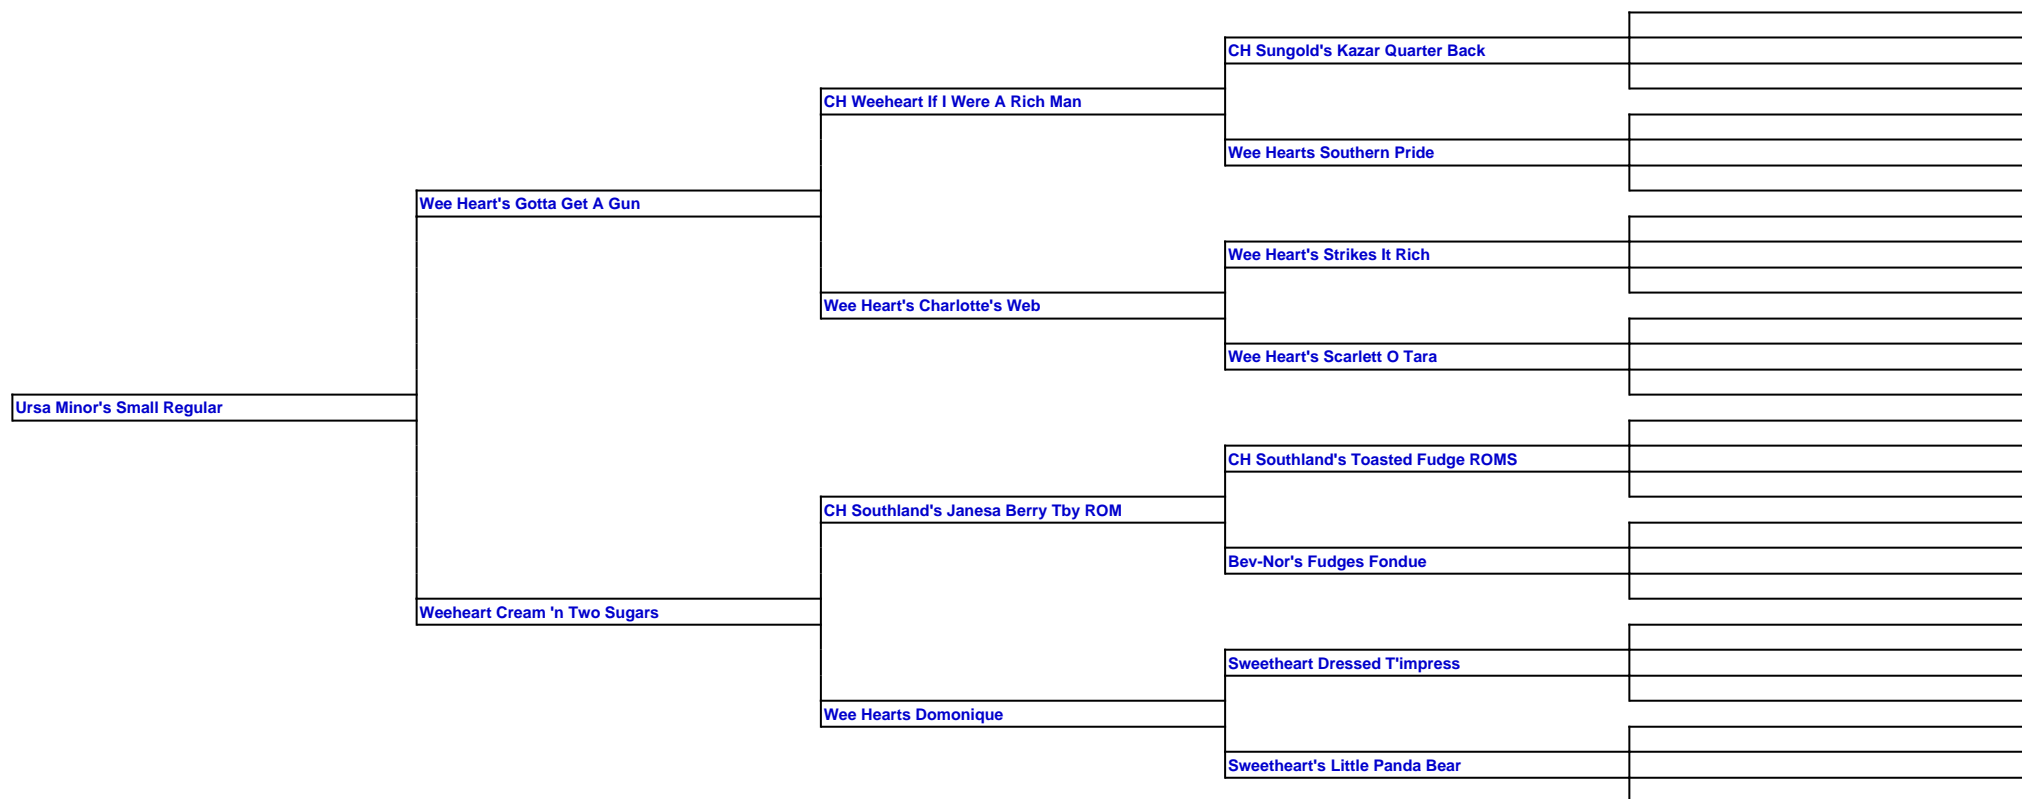 CH Sungold's Kazar Quarter Back
CH Weeheart If I Were A Rich Man
Wee Hearts Southern Pride
Wee Heart's Gotta Get A Gun
Wee Heart's Strikes It Rich
Wee Heart's Charlotte's Web
Wee Heart's Scarlett O Tara
Ursa Minor's Small Regular
CH Southland's Toasted Fudge ROMS
CH Southland's Janesa Berry Tby ROM
Bev-Nor's Fudges Fondue
Weeheart Cream 'n Two Sugars
Sweetheart Dressed T'impress
Wee Hearts Domonique
Sweetheart's Little Panda Bear